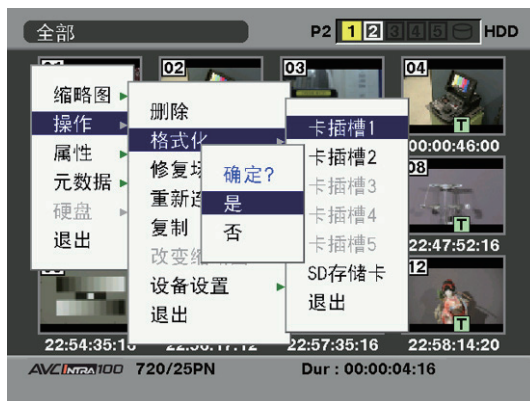 全部
P2 1 2 3 4 5 HDD
02
03
04
缩略图
操作
属性
元数据
硬盘
退出
删除
格式化
修复场
重新连
复制
改变缩
设备设置
退出
确定?
是
否
卡插槽1
卡插槽2
卡插槽3
卡插槽4
卡插槽5
SD存储卡
退出
T
00:00:46:00
08
T
22:47:52:16
12
T
22:54:35:16
22:57:35:16
22:58:14:20
AVC INTRA 100 720/25PN Dur : 00:00:04:16